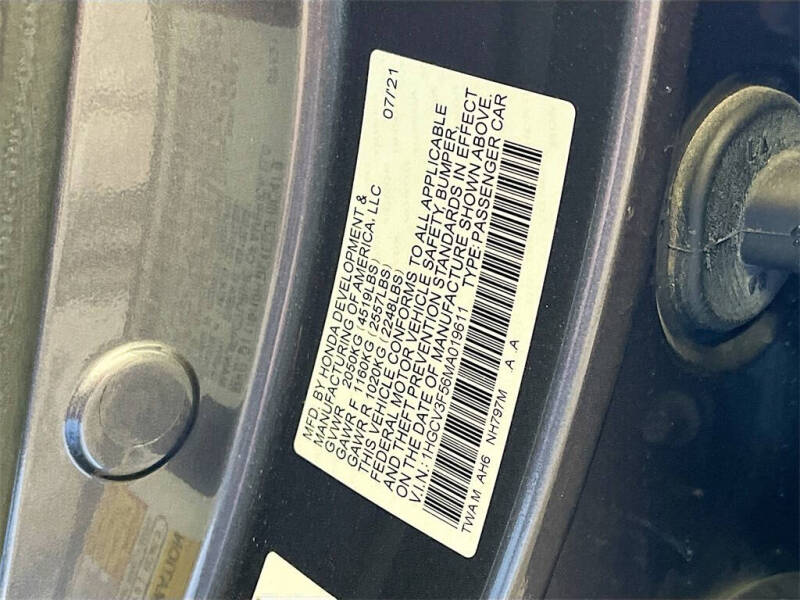 MFD. BY HONDA DEVELOPMENT &
MANUFACTURING OF AMERICA, LLC 07/'21
GVWR 2050KG ( 4519LBS)
GAWR F 1160KG ( 2557LBS)
GAWR R 1020KG ( 2248LBS)
THIS VEHICLE CONFORMS TO ALL APPLICABLE
FEDERAL MOTOR VEHICLE SAFETY, BUMPER,
AND THEFT PREVENTION STANDARDS IN EFFECT
ON THE DATE OF MANUFACTURE SHOWN ABOVE.
V.I.N.: 1HGCV3F56MA019611 TYPE:PASSENGER CAR
TWA M AH6 NH797M A A